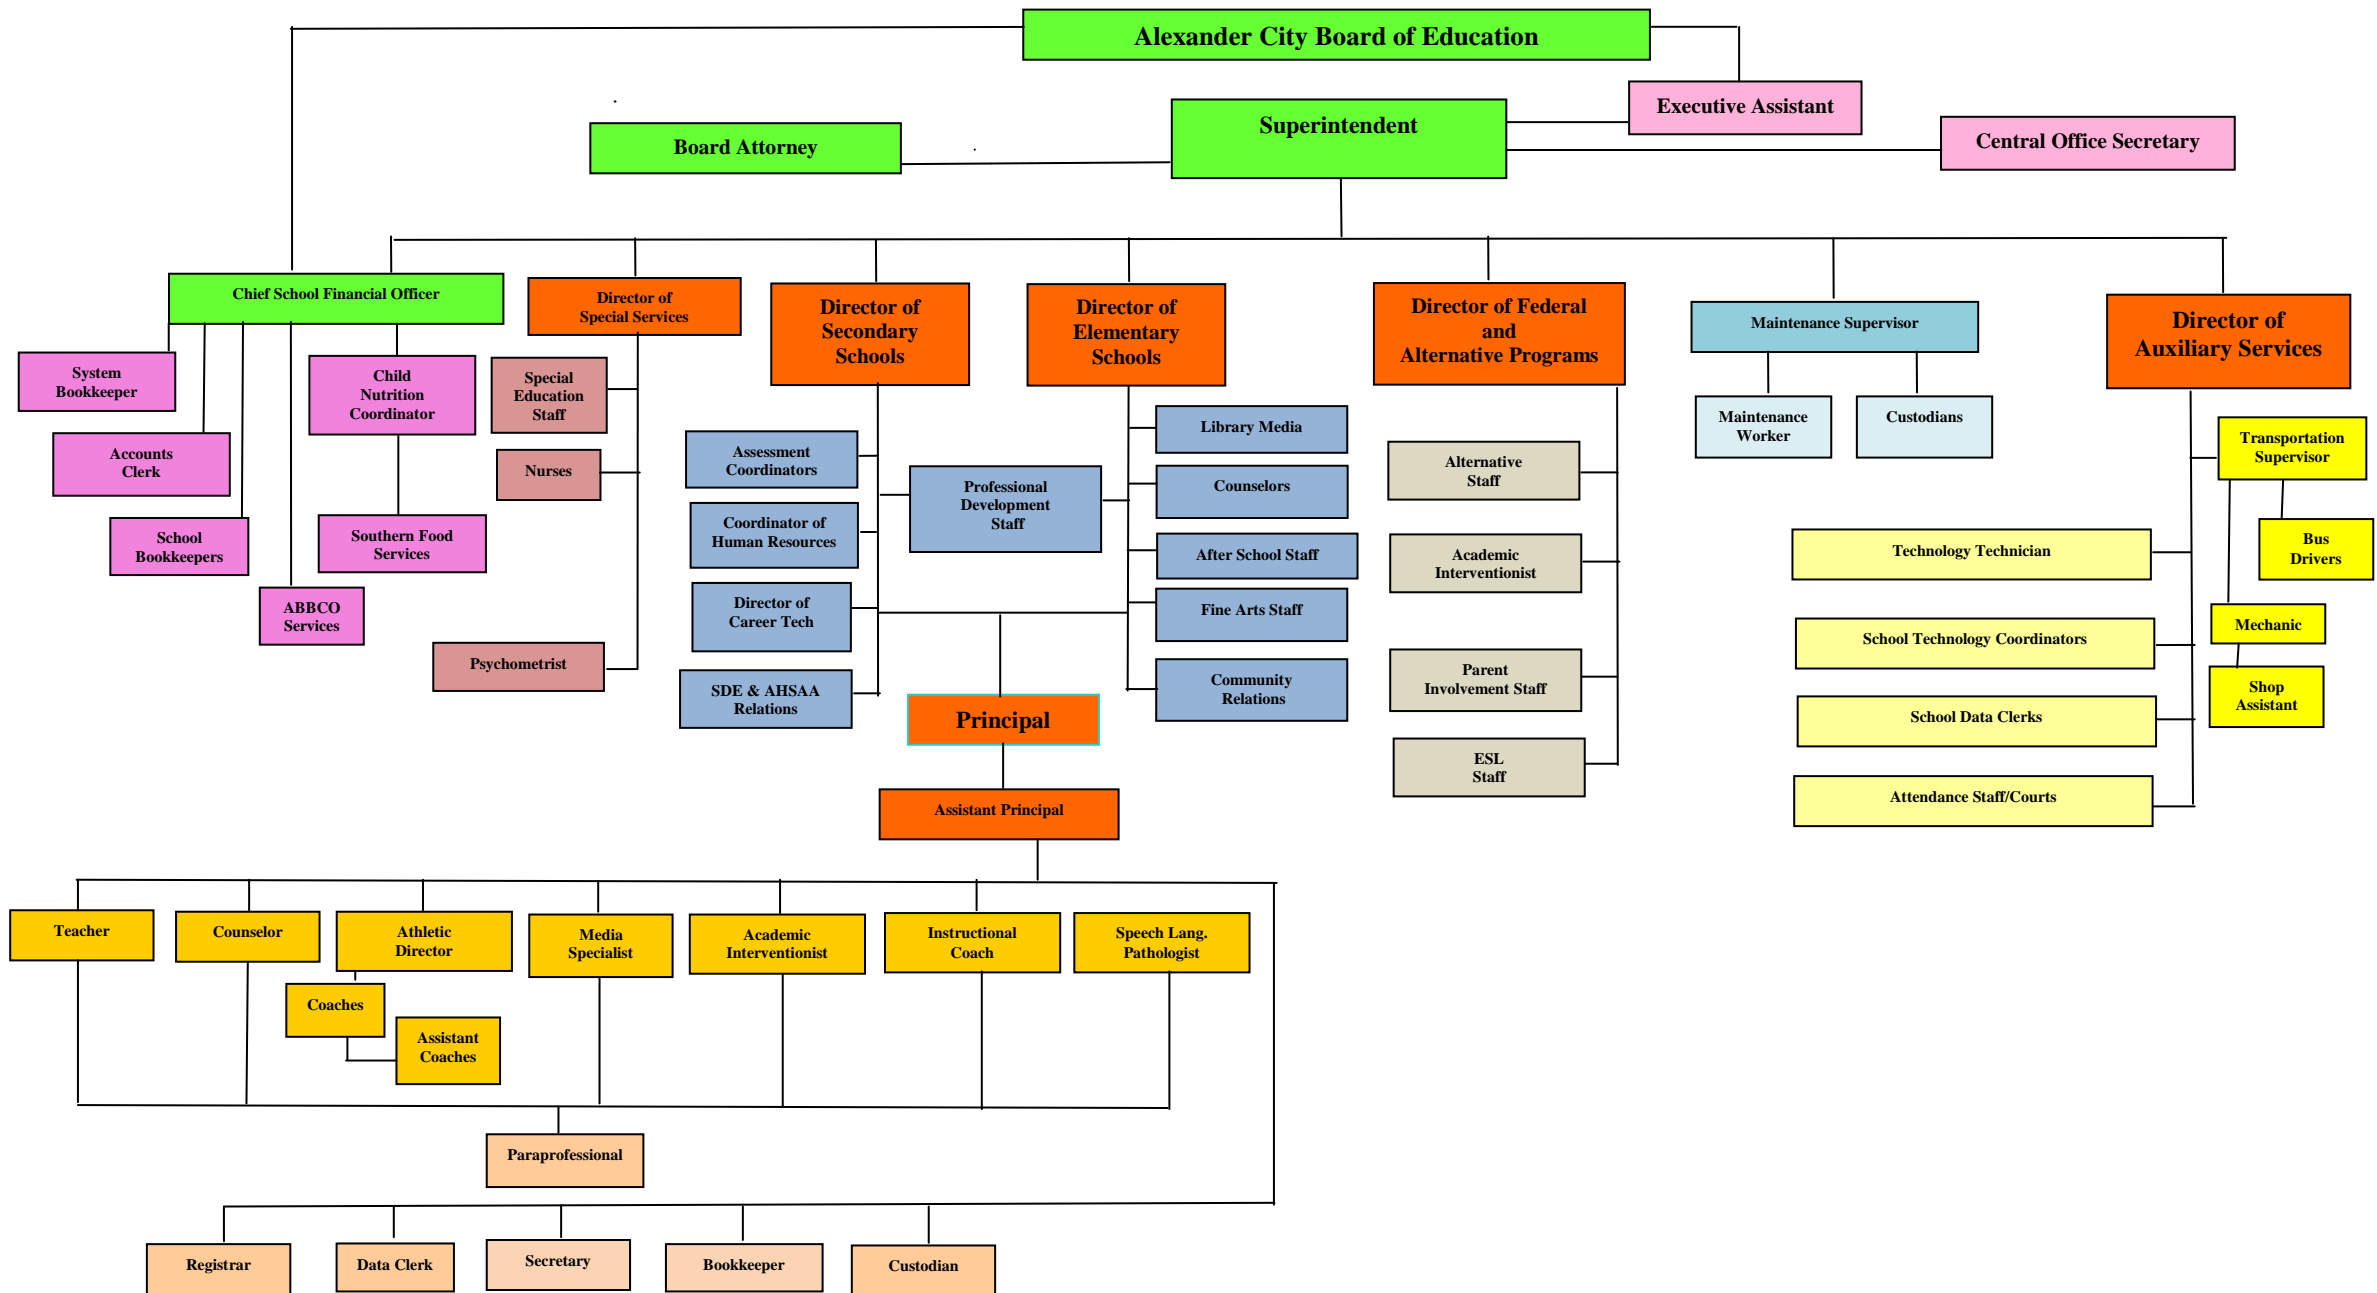 Alexander City Board of Education
Executive Assistant
Superintendent
Board Attorney
Central Office Secretary
Chief School Financial Officer
Director of
Special Services
Director of
Secondary
Schools
Director of
Elementary
Schools
Director of Federal
and
Alternative Programs
Maintenance Supervisor
Director of
Auxiliary Services
System
Bookkeeper
Child
Nutrition
Coordinator
Accounts
Clerk
School
Bookkeepers
Southern Food
Services
ABBCO
Services
Special
Education
Staff
Nurses
Psychometrist
Assessment
Coordinators
Coordinator of
Human Resources
Director of
Career Tech
SDE & AHSAA
Relations
Professional
Development
Staff
Library Media
Counselors
After School Staff
Fine Arts Staff
Community
Relations
Alternative
Staff
Academic
Interventionist
Parent
Involvement Staff
ESL
Staff
Maintenance
Worker
Custodians
Transportation
Supervisor
Bus
Drivers
Mechanic
Shop
Assistant
Technology Technician
School Technology Coordinators
School Data Clerks
Attendance Staff/Courts
Principal
Assistant Principal
Teacher
Counselor
Athletic
Director
Media
Specialist
Academic
Interventionist
Instructional
Coach
Speech Lang.
Pathologist
Coaches
Assistant
Coaches
Paraprofessional
Registrar
Data Clerk
Secretary
Bookkeeper
Custodian